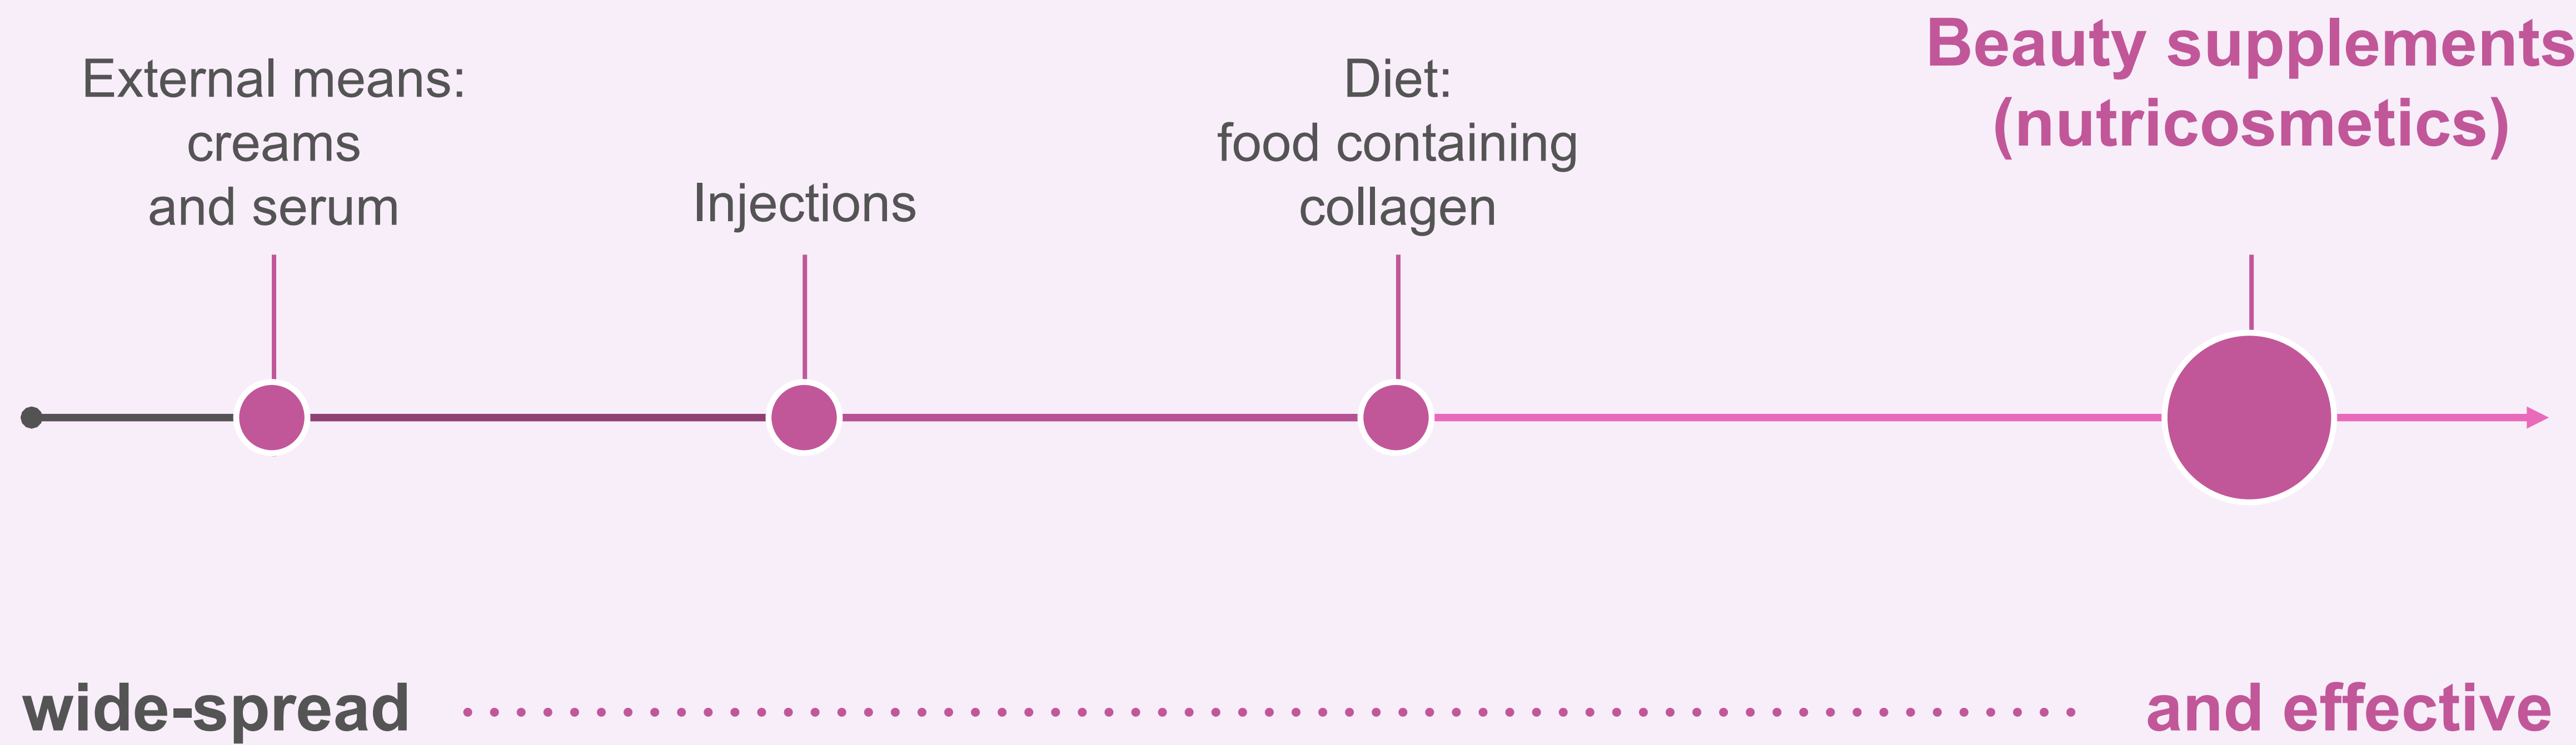 External means:
creams
and serum
Injections
Diet:
food containing
collagen
Beauty supplements
(nutricosmetics)
wide-spread
and effective